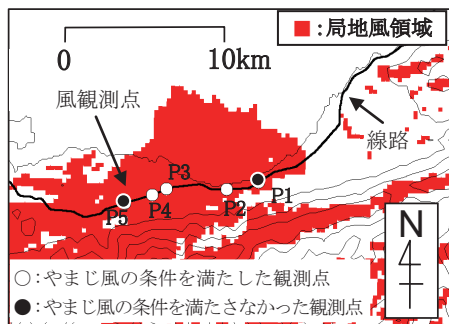 ■:局地風領域
0 10km
風観測点
線路
P3
P1
P2
P4
P5
N
○:やまじ風の条件を満たした観測点
●:やまじ風の条件を満たさなかった観測点